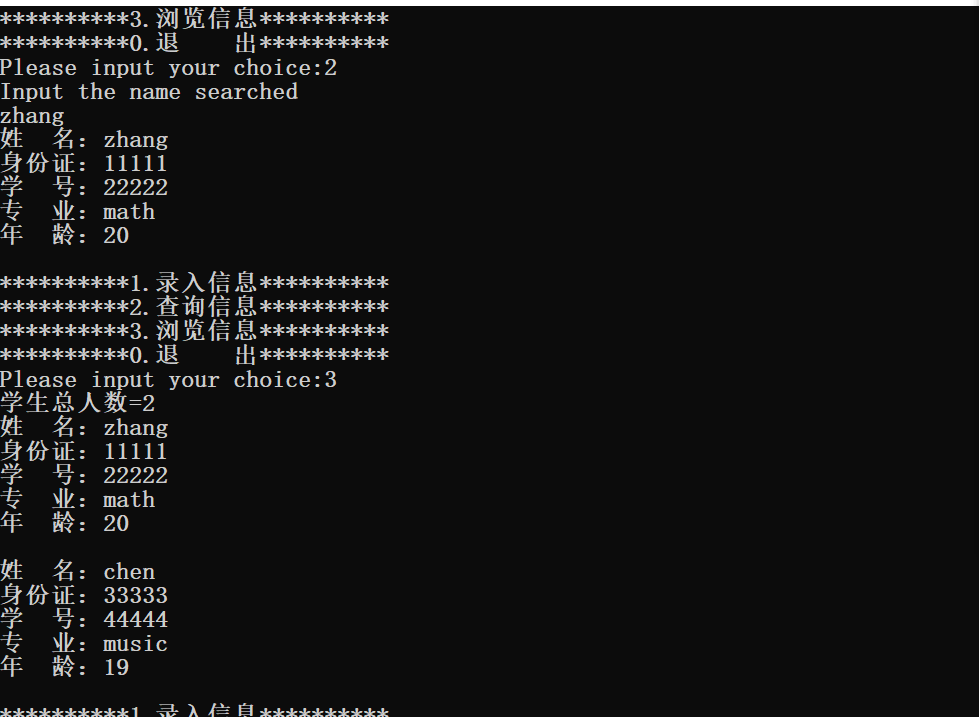 **********3.浏览信息**********
**********0.退    出**********
Please input your choice:2
Input the name searched
zhang
姓  名: zhang
身份证: 11111
学  号: 22222
专  业: math
年  龄: 20
**********1.录入信息**********
**********2.查询信息**********
**********3.浏览信息**********
**********0.退    出**********
Please input your choice:3
学生总人数=2
姓  名: zhang
身份证: 11111
学  号: 22222
专  业: math
年  龄: 20
姓  名: chen
身份证: 33333
学  号: 44444
专  业: music
年  龄: 19
**********1.录入信息**********